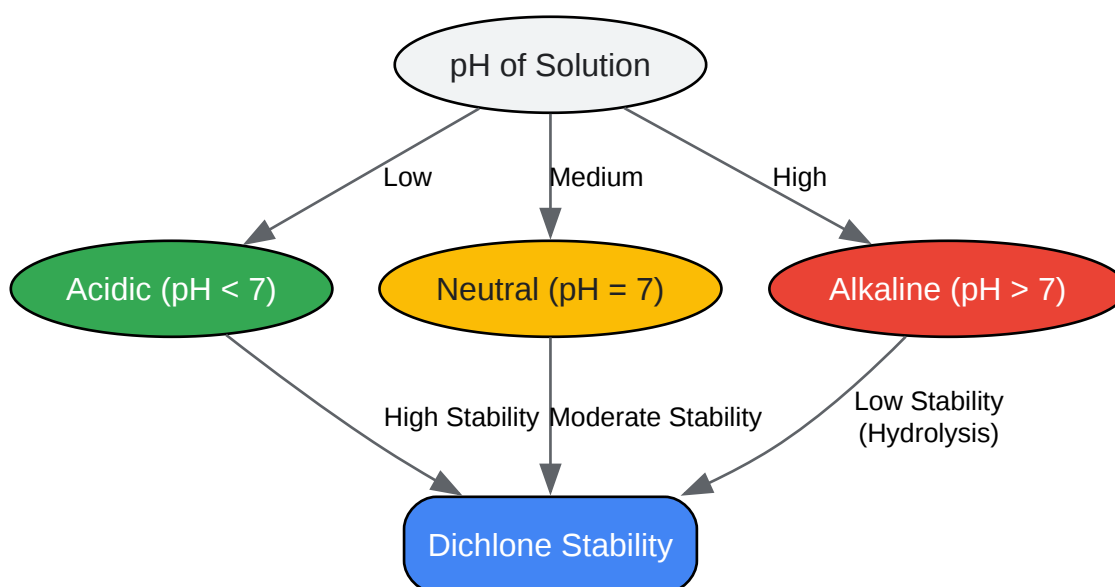 pH of Solution
Low
Medium
High
Acidic (pH < 7)
Neutral (pH = 7)
Alkaline (pH > 7)
High Stability
Moderate Stability
Low Stability
(Hydrolysis)
Dichlone Stability